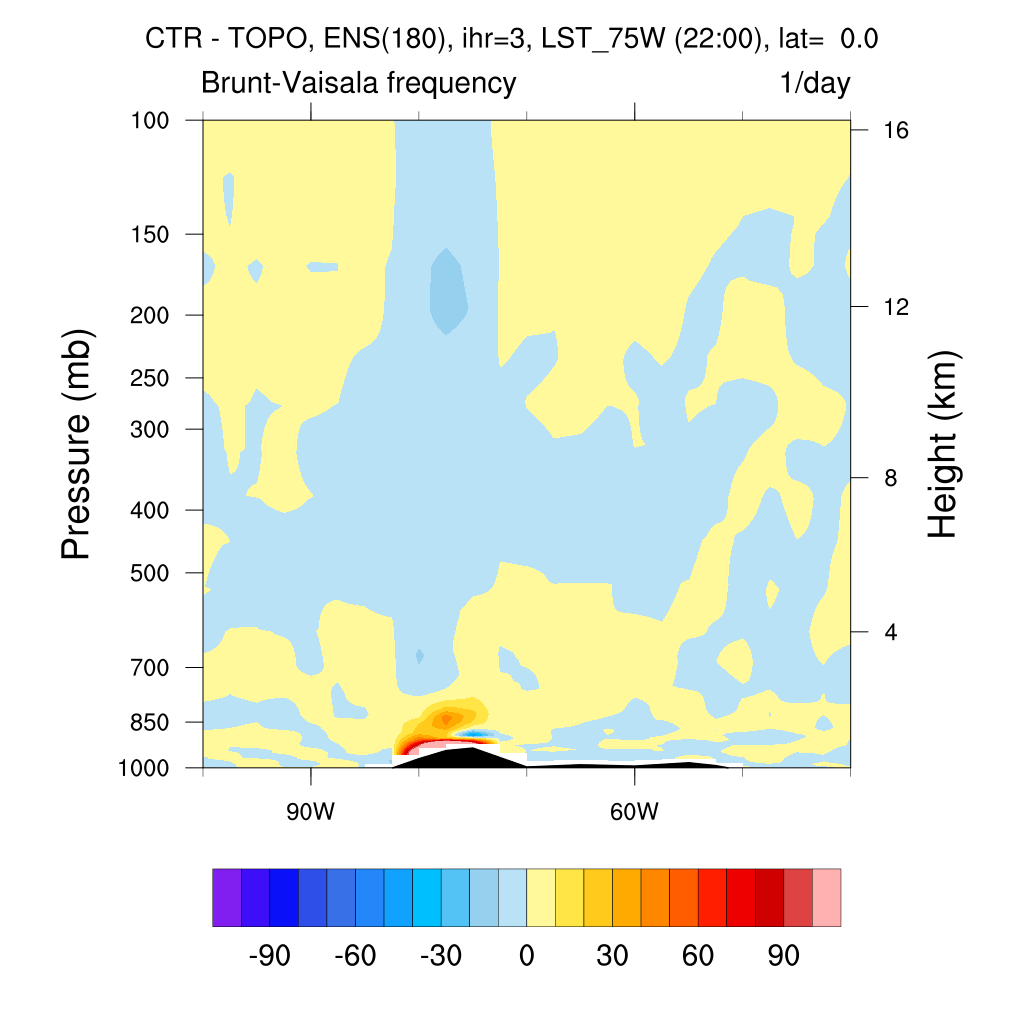 CTR - TOPO, ENS(180), ihr=3, LST_75W (22:00), lat= 0.0
Brunt-Vaisala frequency 1/day
100
150
200
250
300
400
500
700
850
1000
Pressure (mb)
16
12
8
4
Height (km)
90W 60W
-90 -60 -30 0 30 60 90